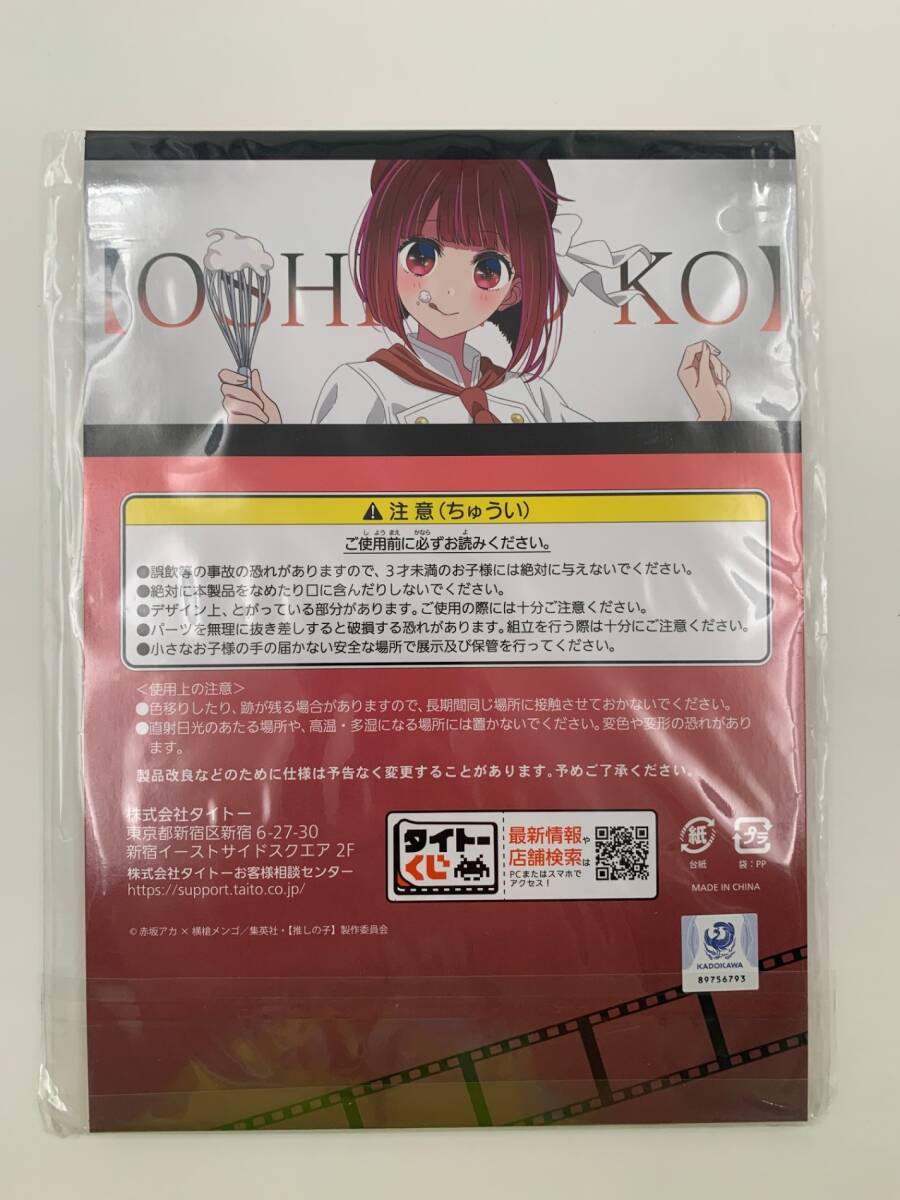 【OSHI NO KO】
注意(ちゅうい)
しようまえ かなら よ
ご使用前に必ずお読みください。
●誤飲等の事故の恐れがありますので、3才未満のお子様には絶対に与えないでください。
●絶対に本製品をなめたり口に含んだりしないでください。
●デザイン上、とがっている部分があります。ご使用の際には十分ご注意ください。
●パーツを無理に抜き差しすると破損する恐れがあります。組立を行う際は十分にご注意ください。
●小さなお子様の手の届かない安全な場所で展示及び保管を行ってください。
<使用上の注意>
●色移りしたり、跡が残る場合がありますので、長期間同じ場所に接触させておかないでください。
●直射日光のあたる場所や、高温・多湿になる場所には置かないでください。変色や変形の恐れがあり
ます。
製品改良などのために仕様は予告なく変更することがあります。予めご了承ください。
株式会社タイトー
東京都新宿区新宿 6-27-30
新宿イーストサイドスクエア 2F
株式会社タイトーお客様相談センター
https://support.taito.co.jp/
© 赤坂アカ × 横槍メンゴ／集英社・【推しの子】製作委員会
タイトー
くじ
最新情報や
店舗検索は
PCまたはスマホで
アクセス！
紙
台紙
プラ
袋：PP
MADE IN CHINA
KADOKAWA
89756793